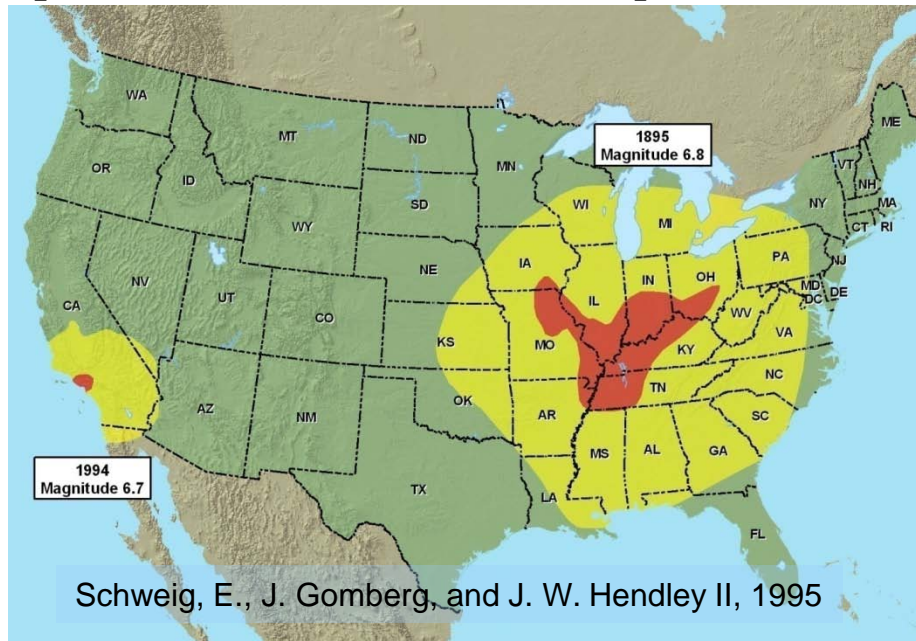 WA
MT
ND
MN
ME
OR
ID
WY
SD
WI
MI
VT
NH
NY
MA
CT
RI
NV
UT
CO
NE
IA
IL
IN
OH
PA
NJ
MD
DE
DC
WV
VA
CA
KS
MO
KY
AZ
NM
OK
AR
TN
NC
SC
MS
AL
GA
TX
LA
FL
1895
Magnitude 6.8
1994
Magnitude 6.7
Schweig, E., J. Gomberg, and J. W. Hendley II, 1995